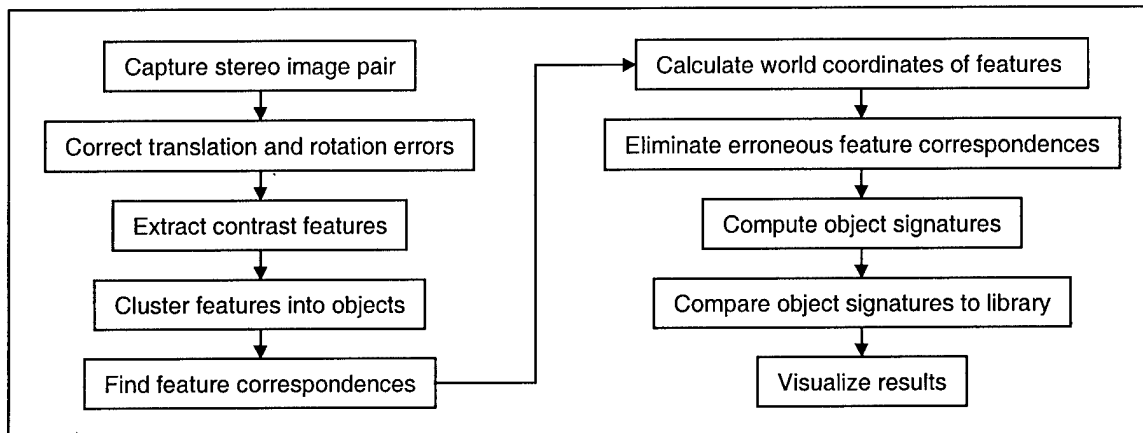 Capture stereo image pair
Correct translation and rotation errors
Extract contrast features
Cluster features into objects
Find feature correspondences
Calculate world coordinates of features
Eliminate erroneous feature correspondences
Compute object signatures
Compare object signatures to library
Visualize results